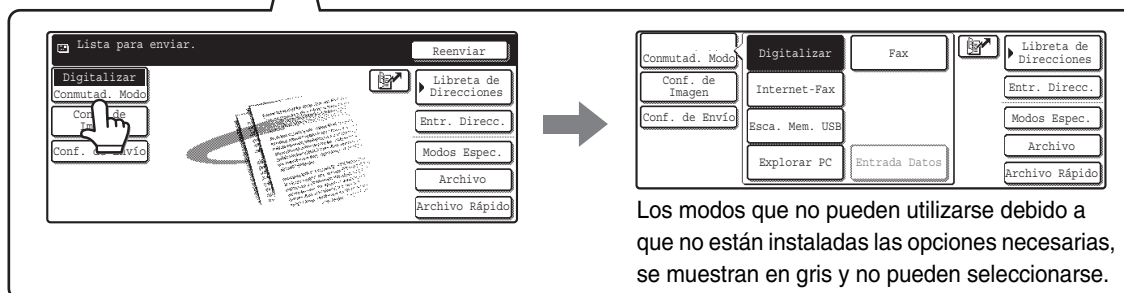 Lista para enviar.
Reenviar
Digitalizar
Conmutad. Modo
Conf. de
Conf. de Envío
Libreta de
Direcciones
Entr. Direcc.
Modos Espec.
Archivo
Archivo Rápido
Conmutad. Modo
Conf. de
Imagen
Conf. de Envío
Digitalizar
Fax
Internet-Fax
Esca. Mem. USB
Explorar PC
Entrada Datos
Libreta de
Direcciones
Entr. Direcc.
Modos Espec.
Archivo
Archivo Rápido
Los modos que no pueden utilizarse debido a
que no están instaladas las opciones necesarias,
se muestran en gris y no pueden seleccionarse.